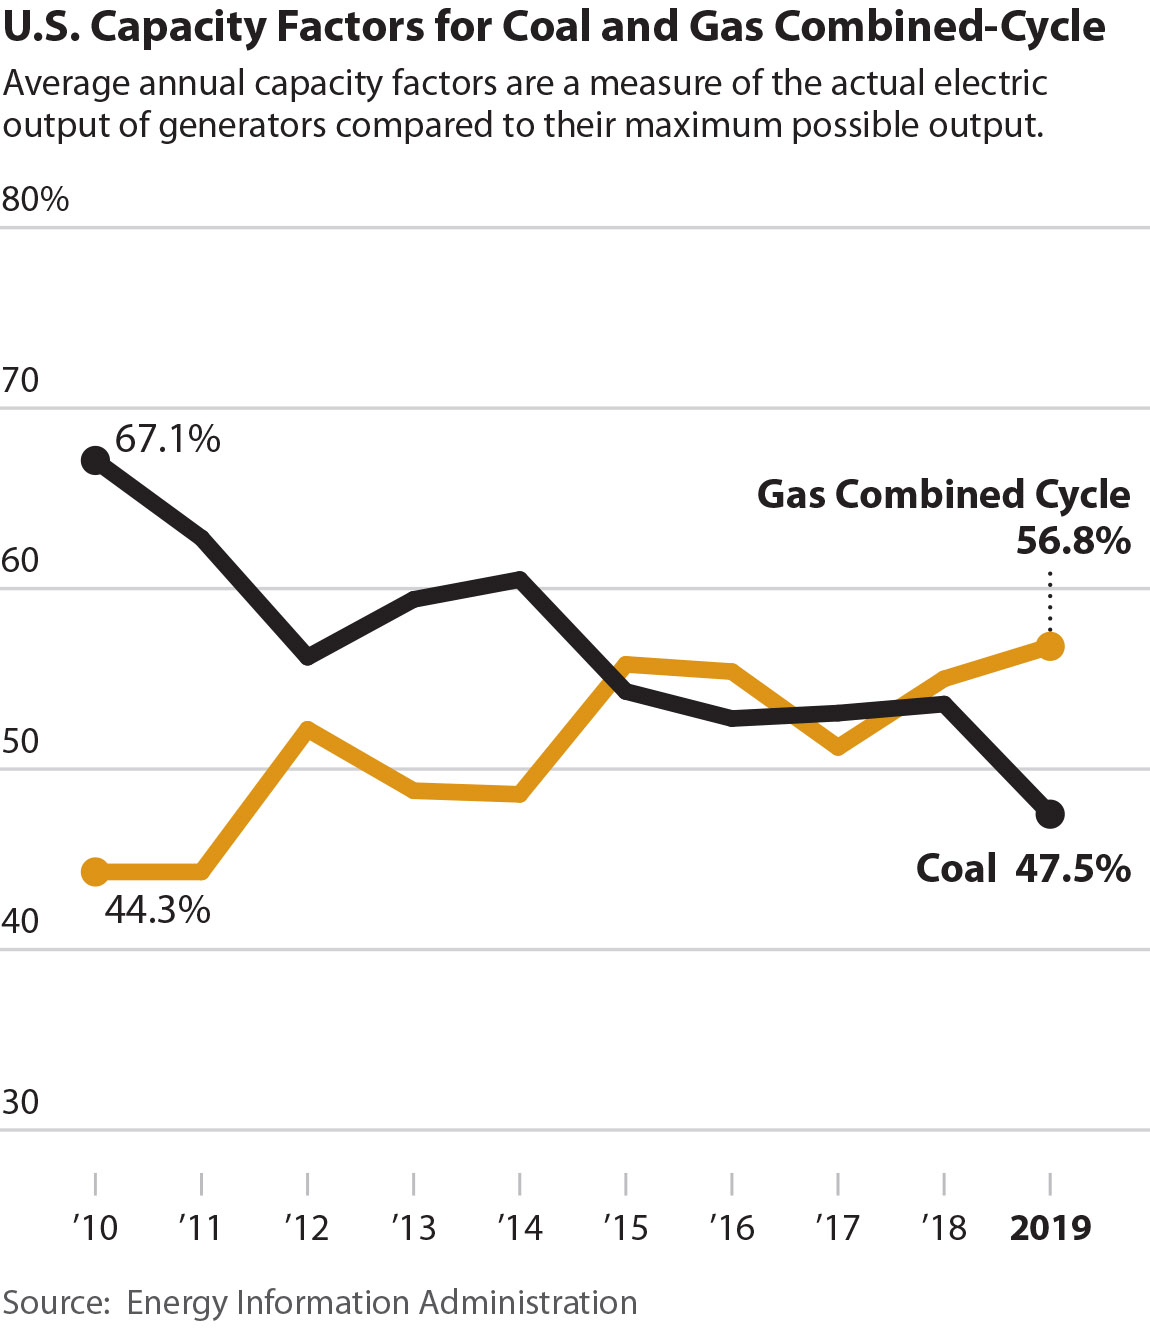 U.S. Capacity Factors for Coal and Gas Combined-Cycle
Average annual capacity factors are a measure of the actual electric
output of generators compared to their maximum possible output.
80%
70
67.1%
Gas Combined Cycle
56.8%
60
50
Coal 47.5%
44.3%
40
30
’10 ’11 ’12 ’13 ’14 ’15 ’16 ’17 ’18 2019
Source: Energy Information Administration